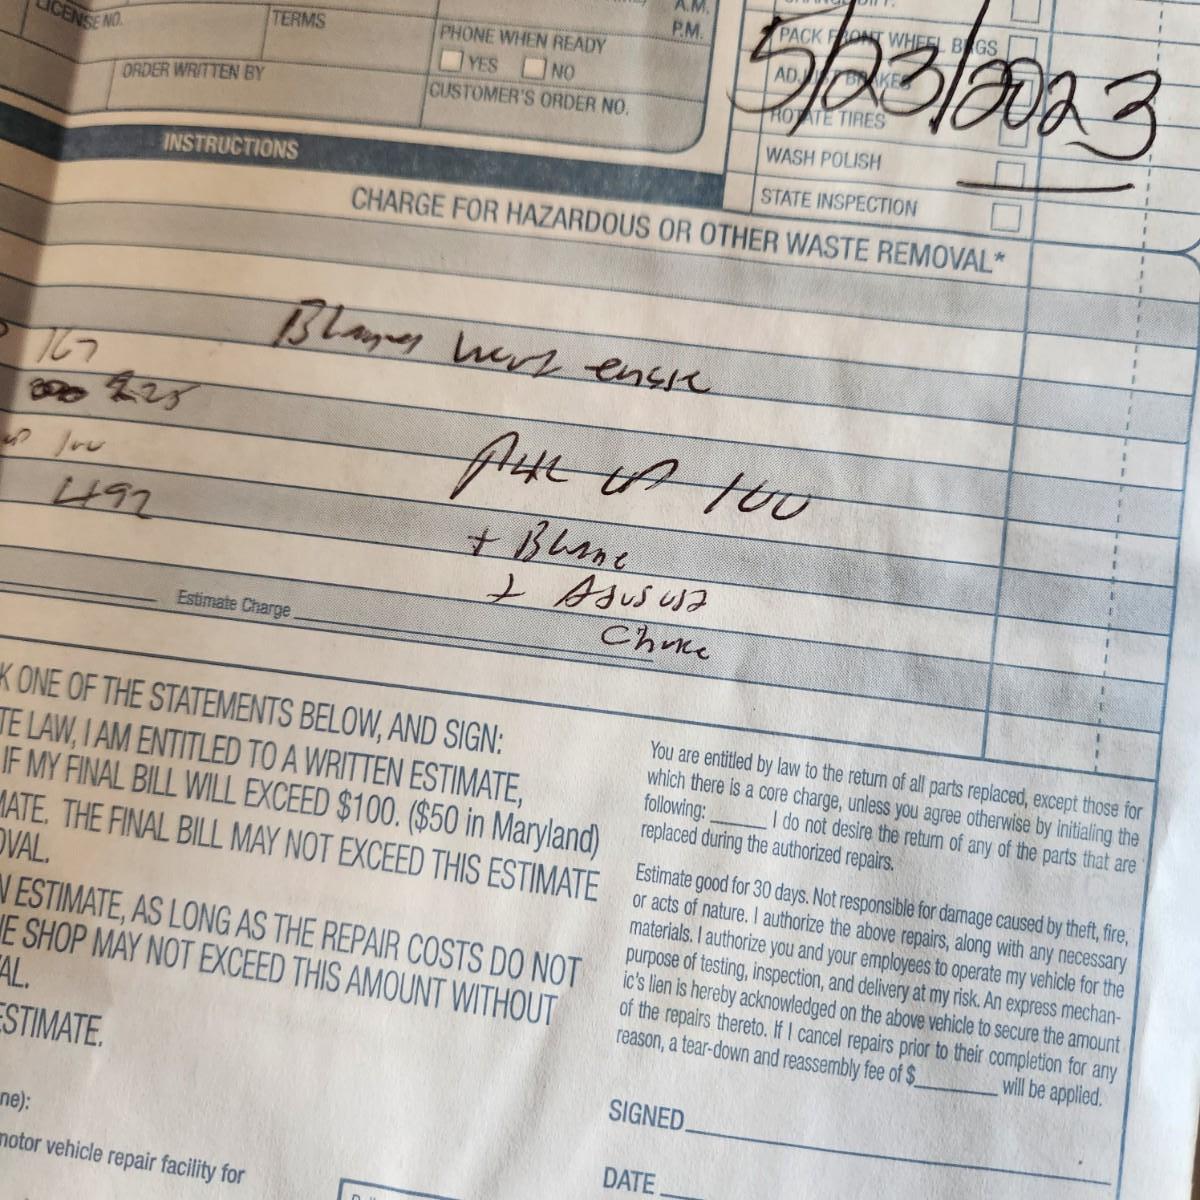 A.M.
P.M.
LICENSE NO.
TERMS
PHONE WHEN READY
YES NO
ORDER WRITTEN BY
CUSTOMER'S ORDER NO.
PACK FRONT WHEEL BRGS
ADJUST BRAKES
ROTATE TIRES
WASH POLISH
STATE INSPECTION
5/23/2023
INSTRUCTIONS
CHARGE FOR HAZARDOUS OR OTHER WASTE REMOVAL*
167
225
100
492
up 100
+ Blane
+
Estimate Charge
K ONE OF THE STATEMENTS BELOW, AND SIGN:
TE LAW, I AM ENTITLED TO A WRITTEN ESTIMATE,
IF MY FINAL BILL WILL EXCEED $100. ($50 in Maryland)
MATE. THE FINAL BILL MAY NOT EXCEED THIS ESTIMATE
OVAL.
N ESTIMATE, AS LONG AS THE REPAIR COSTS DO NOT
HE SHOP MAY NOT EXCEED THIS AMOUNT WITHOUT
AL.
ESTIMATE.
ne):
motor vehicle repair facility for
You are entitled by law to the return of all parts replaced, except those for
which there is a core charge, unless you agree otherwise by initialing the
following: ______ I do not desire the return of any of the parts that are
replaced during the authorized repairs.
Estimate good for 30 days. Not responsible for damage caused by theft, fire,
or acts of nature. I authorize the above repairs, along with any necessary
materials. I authorize you and your employees to operate my vehicle for the
purpose of testing, inspection, and delivery at my risk. An express mechan-
ic's lien is hereby acknowledged on the above vehicle to secure the amount
of the repairs thereto. If I cancel repairs prior to their completion for any
reason, a tear-down and reassembly fee of $________ will be applied.
SIGNED
DATE